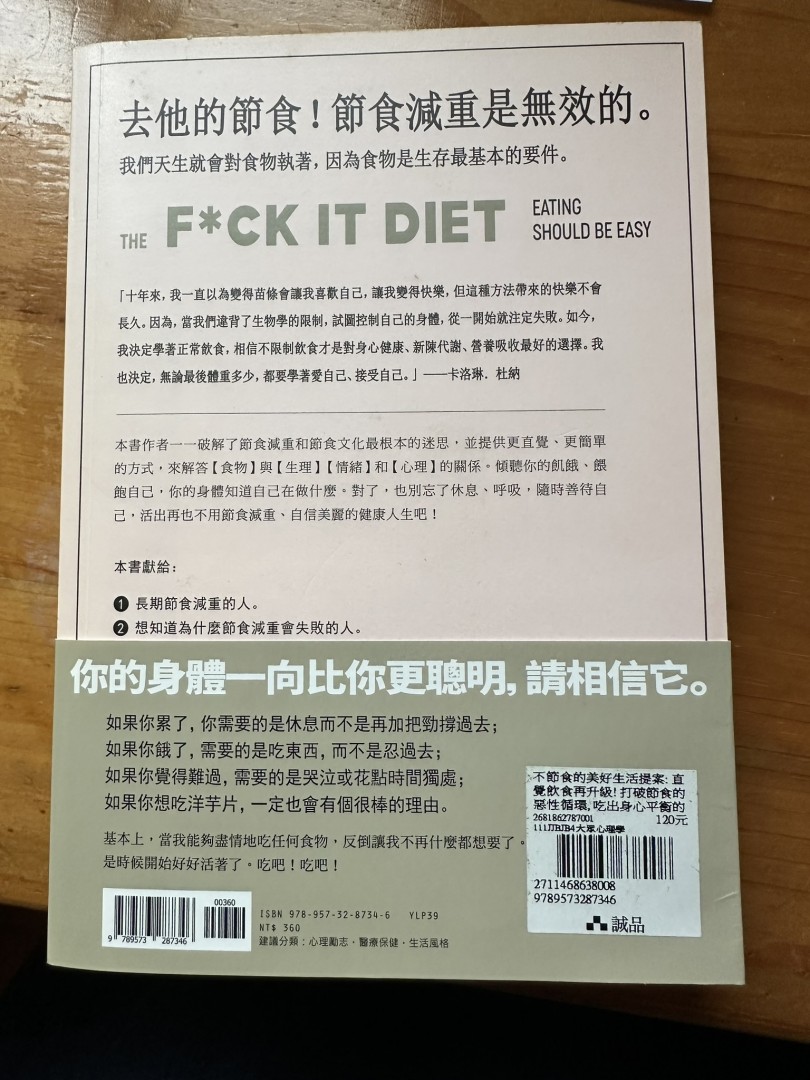 去他的節食！節食減重是無效的。
我們天生就會對食物執著，因為食物是生存最基本的要件。
THE F*CK IT DIET EATING SHOULD BE EASY
「十年來，我一直以為變得苗條會讓我喜歡自己，讓我變得快樂，但這種方法帶來的快樂不會
長久。因為，當我們違背了生物學的限制，試圖控制自己的身體，從一開始就注定失敗。如今，
我決定學著正常飲食，相信不限制飲食才是對身心健康、新陳代謝、營養吸收最好的選擇。我
也決定，無論最後體重多少，都要學著愛自己、接受自己。」——卡洛琳．杜納
本書作者一一破解了節食減重和節食文化最根本的迷思，並提供更直覺、更簡單
的方式，來解答【食物】與【生理】【情緒】和【心理】的關係。傾聽你的飢餓、餵
飽自己，你的身體知道自己在做什麼。對了，也別忘了休息、呼吸，隨時善待自
己，活出再也不用節食減重、自信美麗的健康人生吧！
本書獻給：
❶ 長期節食減重的人。
❷ 想知道為什麼節食減重會失敗的人。
你的身體一向比你更聰明，請相信它。
如果你累了，你需要的是休息而不是再加把勁撐過去；
如果你餓了，需要的是吃東西，而不是忍過去；
如果你覺得難過，需要的是哭泣或花點時間獨處；
如果你想吃洋芋片，一定也會有個很棒的理由。
基本上，當我能夠盡情地吃任何食物，反倒讓我不再什麼都想要了。
是時候開始好好活著了。吃吧！吃吧！
00360
9 789573 287346
ISBN 978-957-32-8734-6 YLP39
NT$ 360
建議分類：心理勵志・醫療保健・生活風格
不節食的美好生活提案: 直
覺飲食再升級! 打破節食的
惡性循環, 吃出身心平衡的
2681862787001 120元
111JJBJB4大眾心理學
2711468638008
9789573287346
誠品